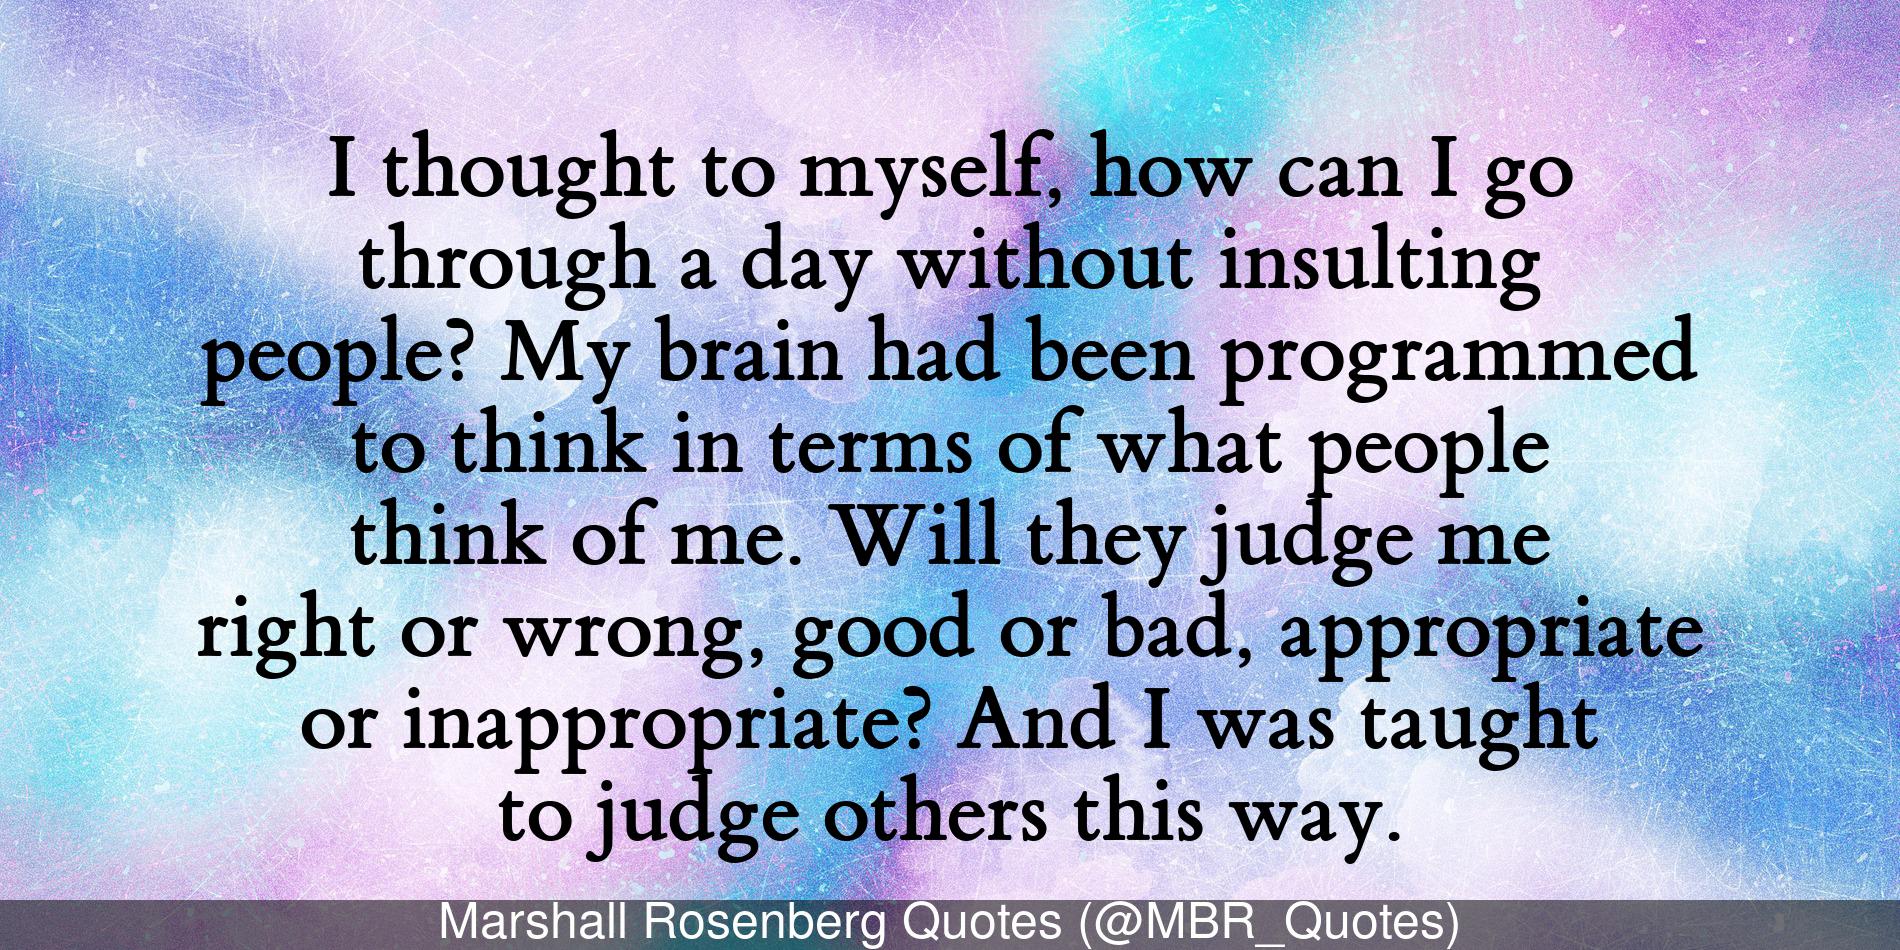 I thought to myself, how can I go
through a day without insulting
people? My brain had been programmed
to think in terms of what people
think of me. Will they judge me
right or wrong, good or bad, appropriate
or inappropriate? And I was taught
to judge others this way.
Marshall Rosenberg Quotes (@MBR_Quotes)